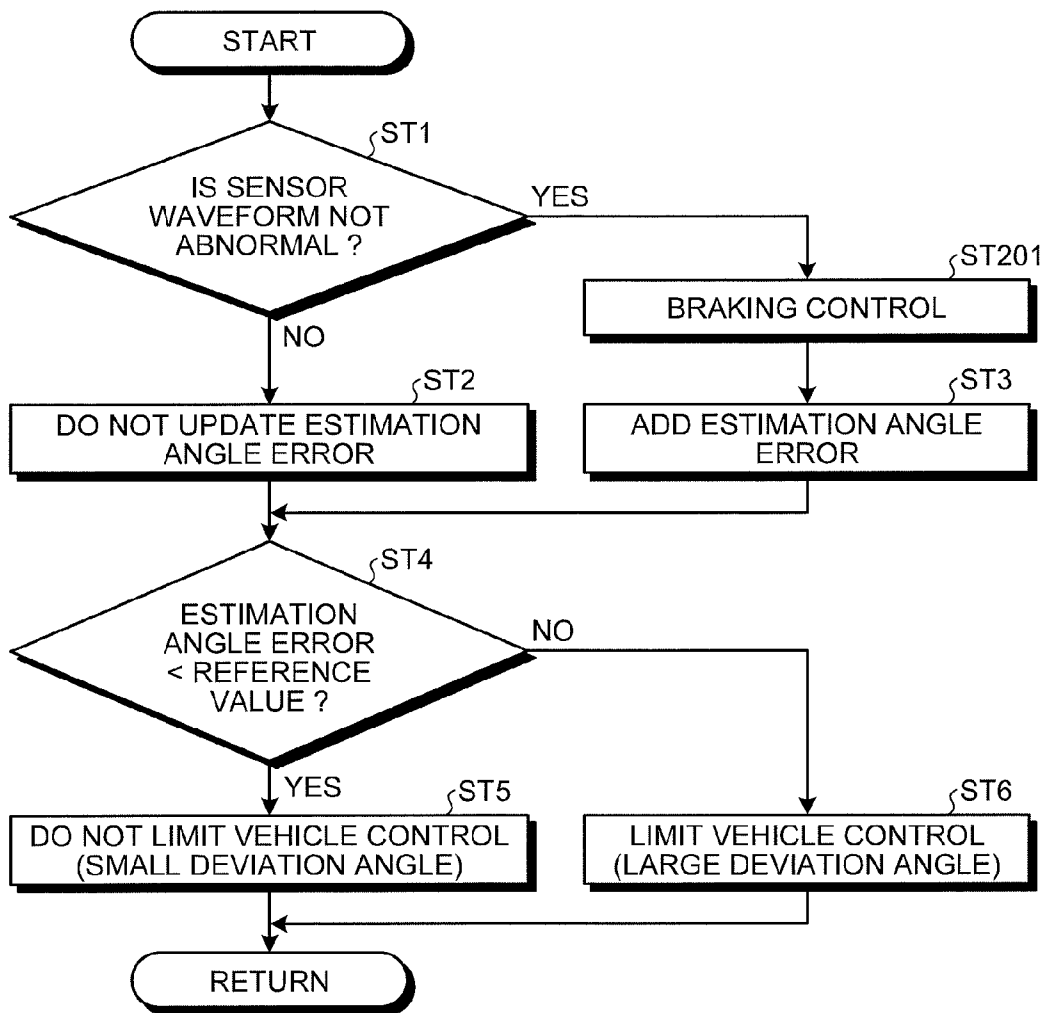 START
ST1
IS SENSOR
WAVEFORM NOT
ABNORMAL ?
YES
ST201
BRAKING CONTROL
NO
ST2
DO NOT UPDATE ESTIMATION
ANGLE ERROR
ST3
ADD ESTIMATION ANGLE
ERROR
ST4
ESTIMATION
ANGLE ERROR
< REFERENCE
VALUE ?
NO
YES
ST5
DO NOT LIMIT VEHICLE CONTROL
(SMALL DEVIATION ANGLE)
ST6
LIMIT VEHICLE CONTROL
(LARGE DEVIATION ANGLE)
RETURN